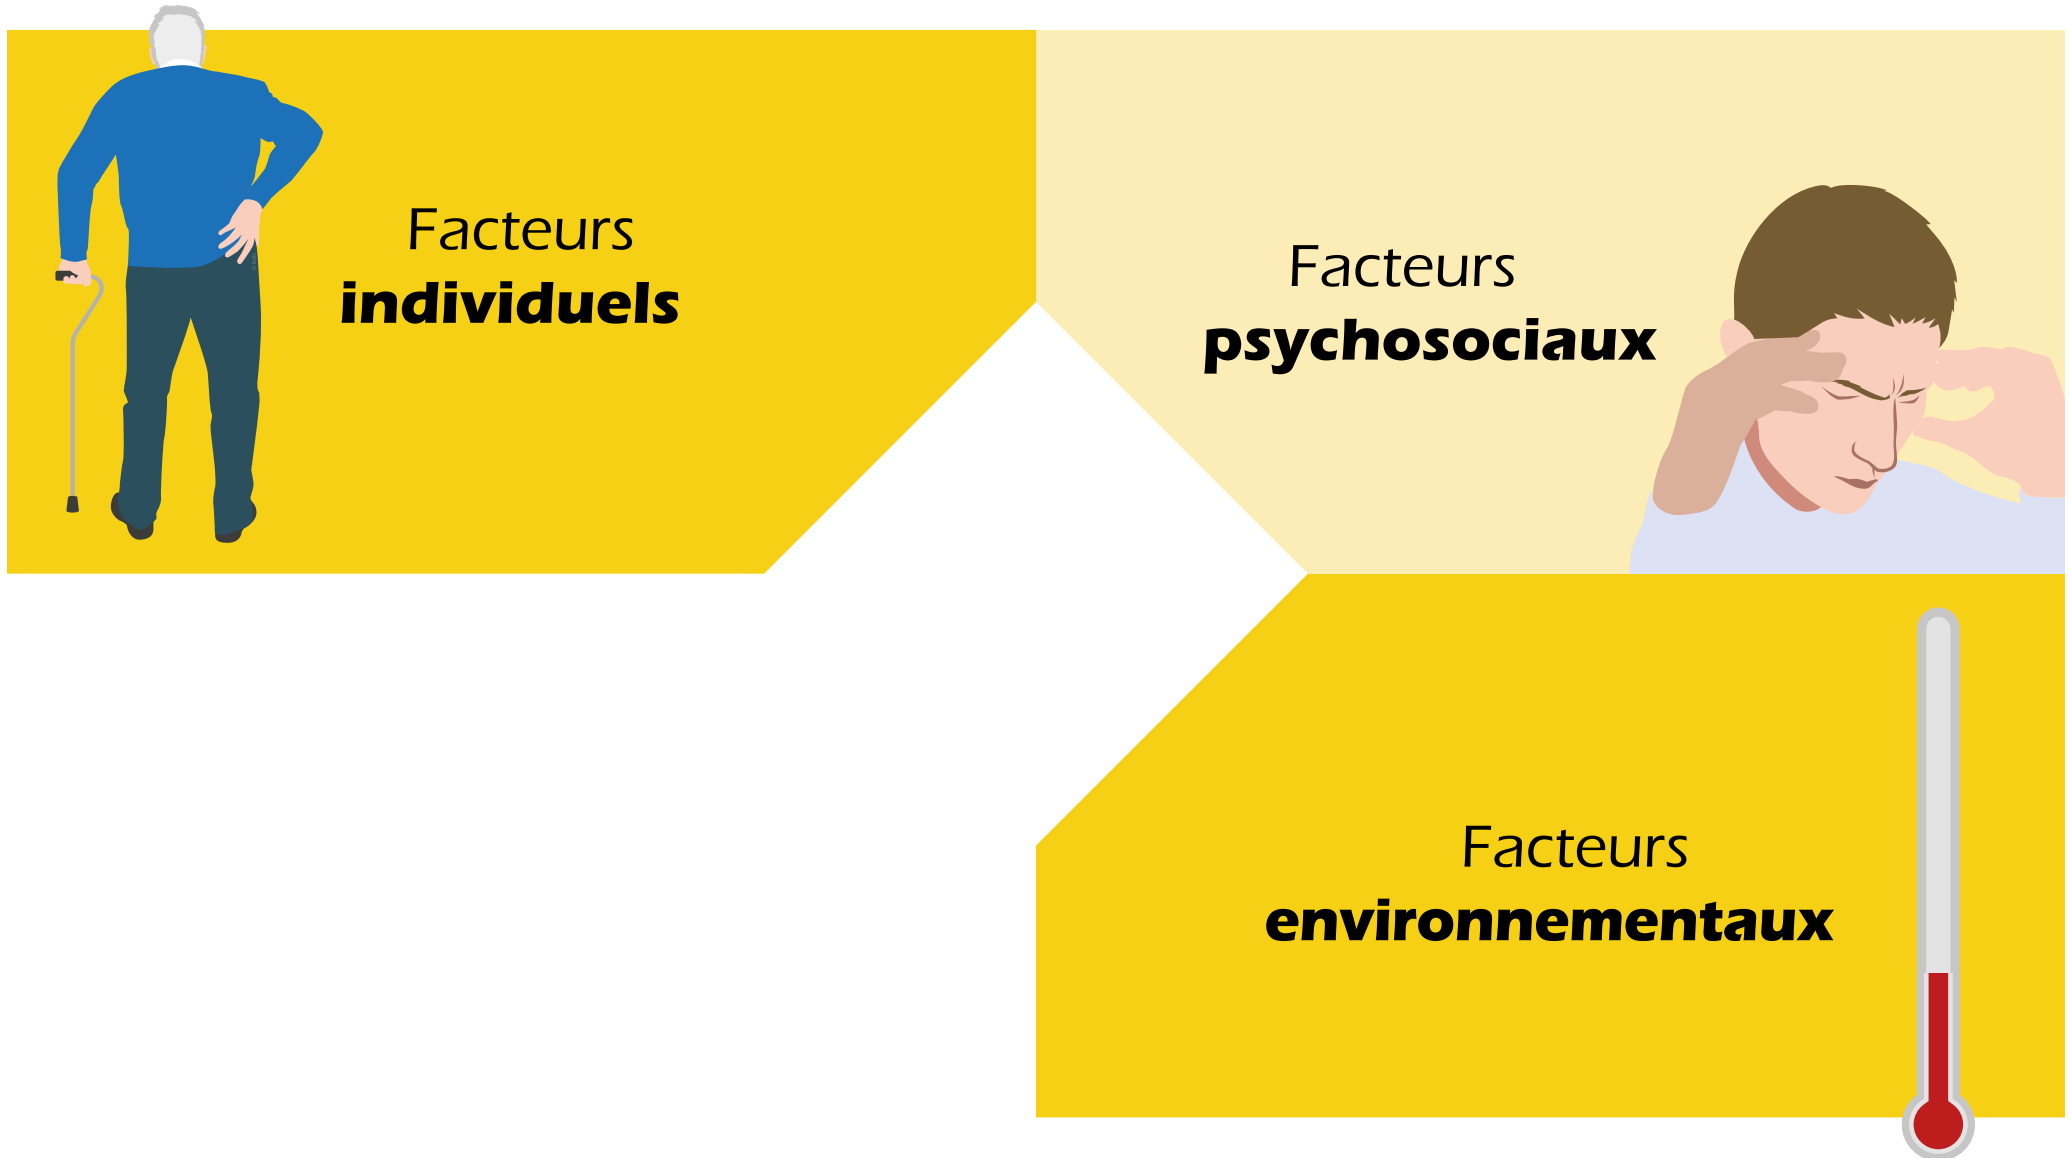 Facteurs
individuels
Facteurs
psychosociaux
Facteurs
environnementaux